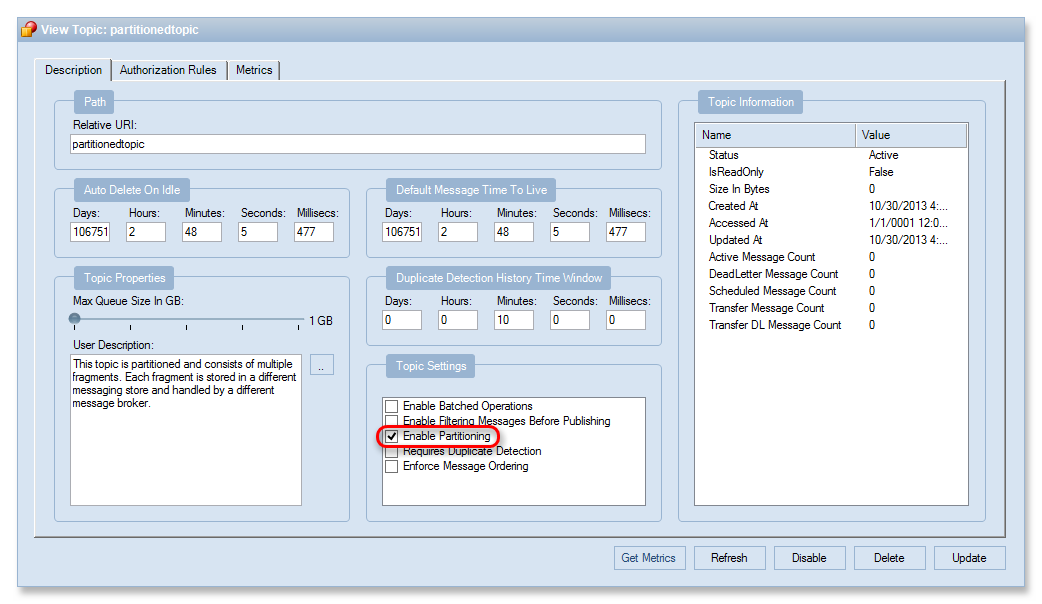 View Topic: partitionedtopic
Description Authorization Rules Metrics
Path
Relative URI:
partitionedtopic
Auto Delete On Idle
Days: Hours: Minutes: Seconds: Millisecs:
106751 2 48 5 477
Default Message Time To Live
Days: Hours: Minutes: Seconds: Millisecs:
106751 2 48 5 477
Topic Properties
Max Queue Size In GB:
1 GB
User Description:
This topic is partitioned and consists of multiple
fragments. Each fragment is stored in a different
messaging store and handled by a different
message broker.
..
Duplicate Detection History Time Window
Days: Hours: Minutes: Seconds: Millisecs:
0 0 10 0 0
Topic Settings
Enable Batched Operations
Enable Filtering Messages Before Publishing
Enable Partitioning
Requires Duplicate Detection
Enforce Message Ordering
Topic Information
Name Value
Status Active
IsReadOnly False
Size In Bytes 0
Created At 10/30/2013 4:...
Accessed At 1/1/0001 12:0...
Updated At 10/30/2013 4:...
Active Message Count 0
DeadLetter Message Count 0
Scheduled Message Count 0
Transfer Message Count 0
Transfer DL Message Count 0
Get Metrics Refresh Disable Delete Update